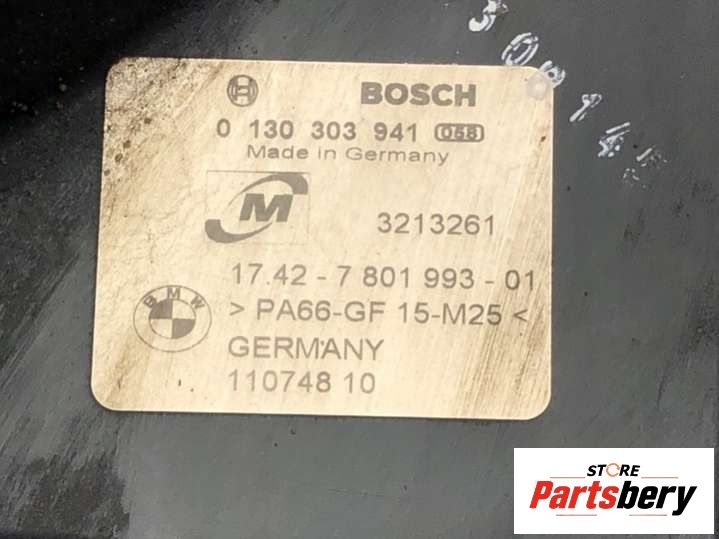 BOSCH
0 130 303 941 058
Made in Germany
M
3213261
17.42 - 7 801 993 - 01
BMW
> PA66-GF 15-M25 <
GERMANY
110748 10
STORE
Partsbery